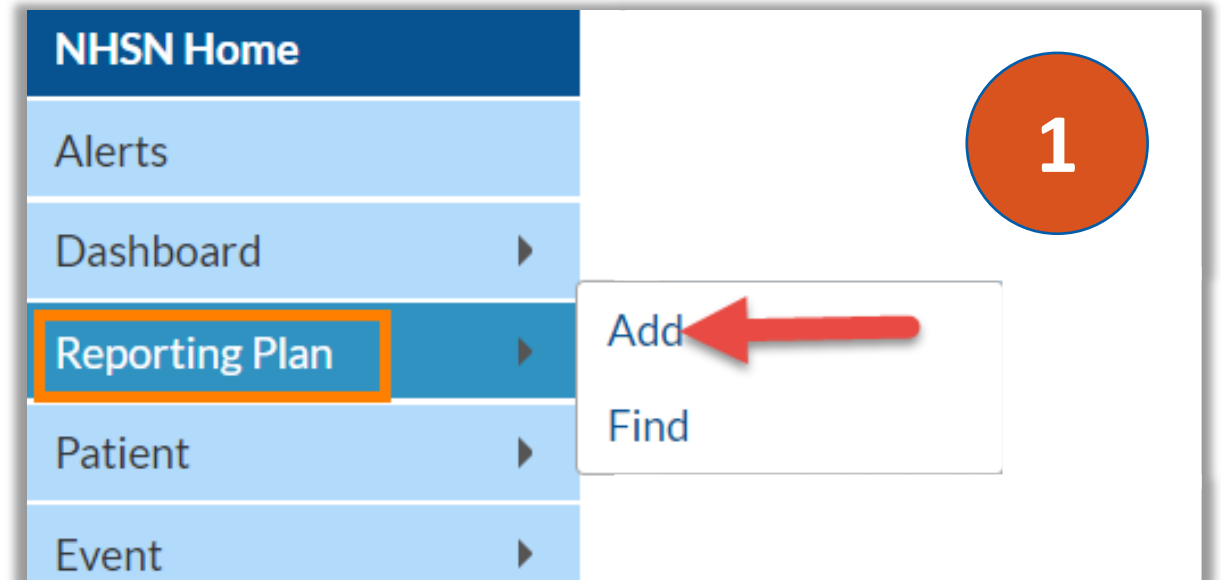 NHSN Home
1
Alerts
Dashboard
Reporting Plan
Add
Find
Patient
Event